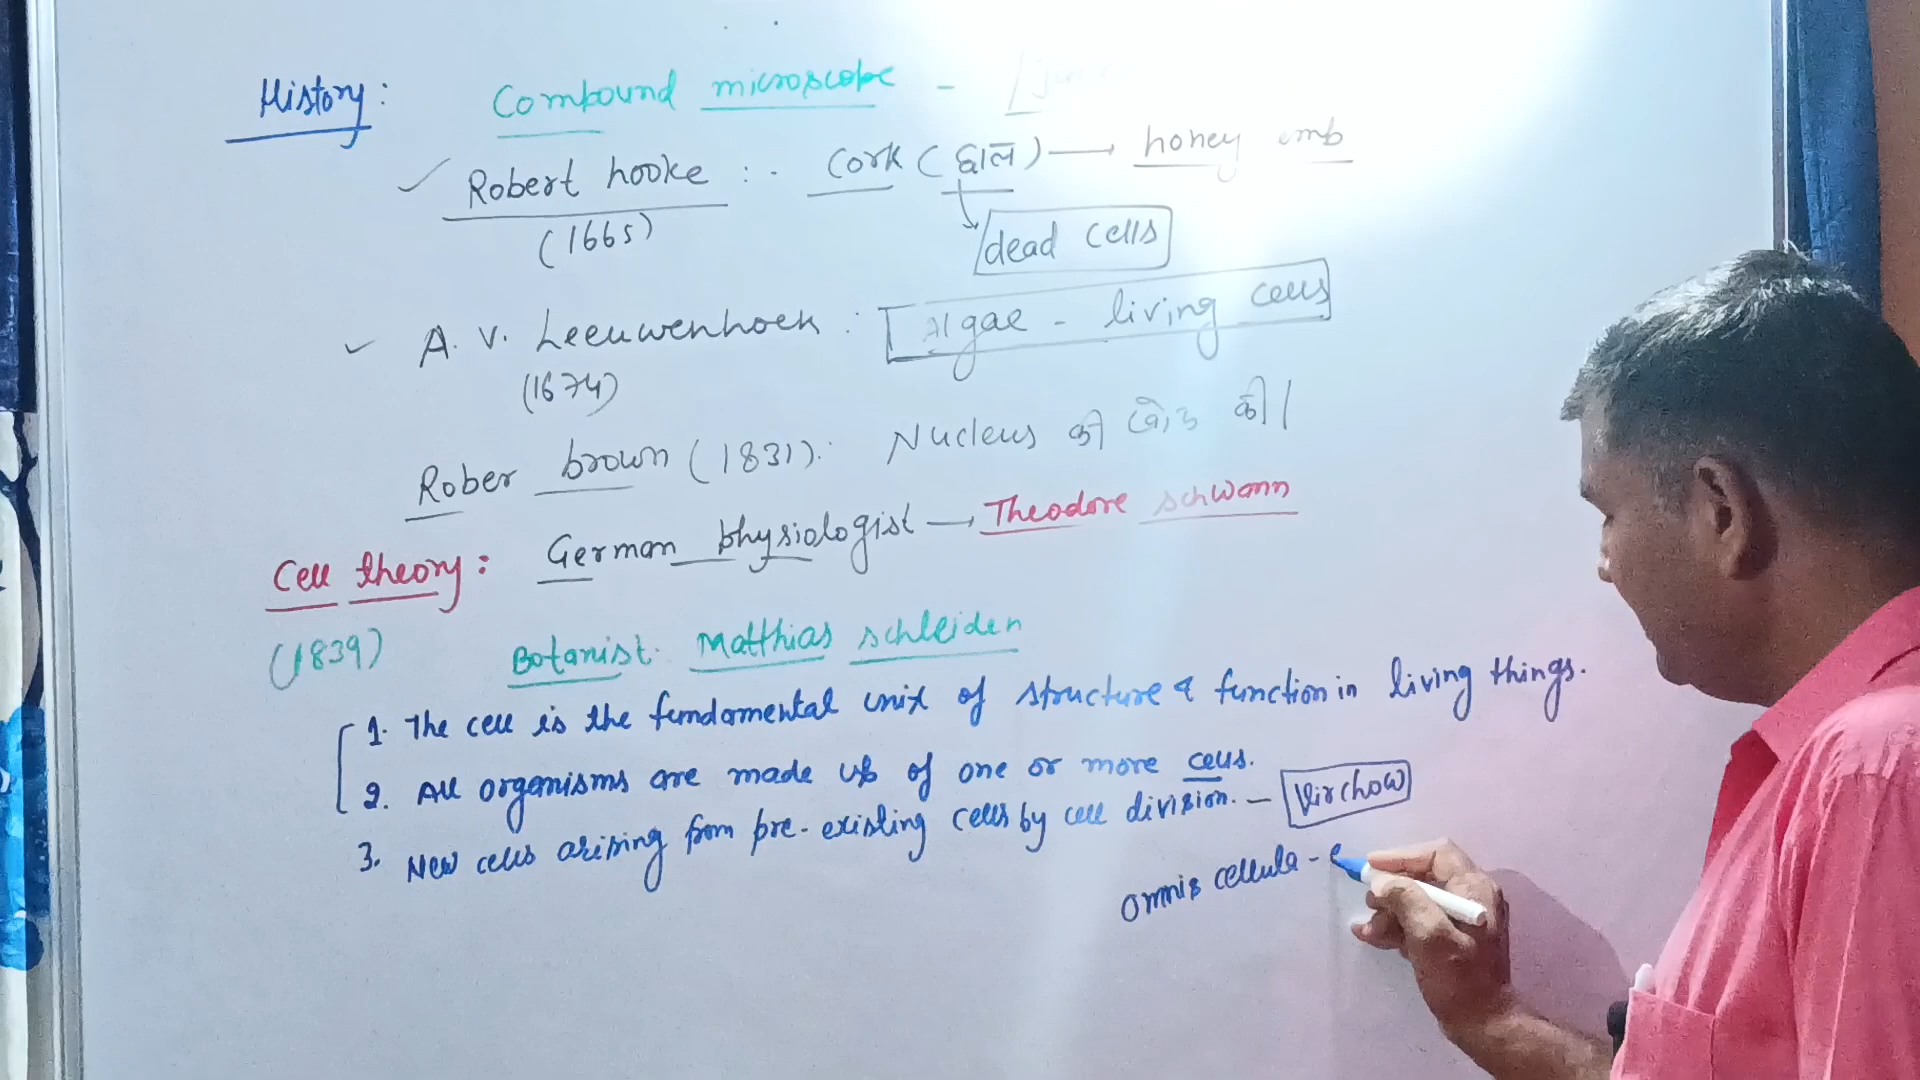 History: Compound microscope -
Robert hooke : - Cork (छाल) → honey omb
(1665)
dead cells
A. V. Leeuwenhoek : Algae - living cells
(1674)
Rober brown (1831): Nucleus की खोज की।
Cell theory: German physiologist → Theodore schwann
(1839) Botanist. Matthias schleiden
1. The cell is the fundamental unit of structure & function in living things.
2. All organisms are made up of one or more cells.
3. New cells arising from pre-existing cells by cell division. - Virchow
omnis cellula - e